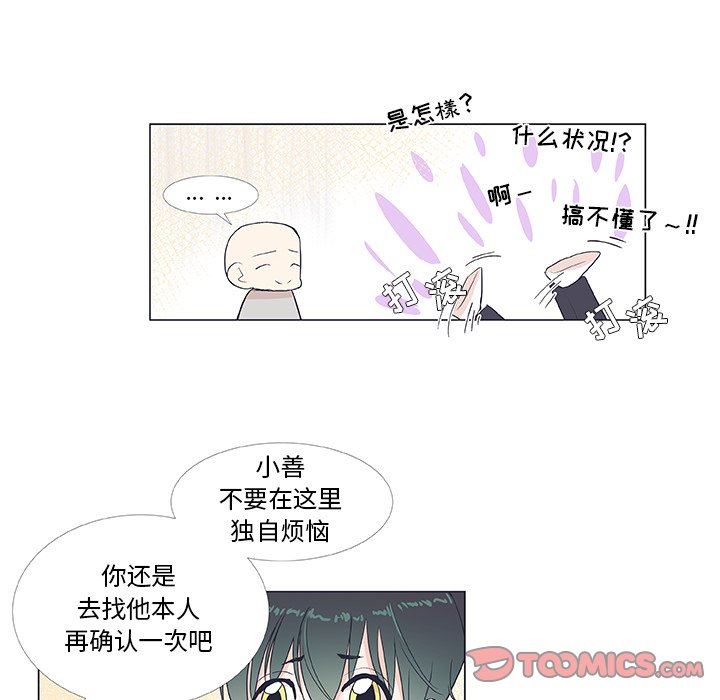 是怎樣?
什么状况!?
... ...
啊—
搞不懂了～!!
打滚
打滚
小善
不要在这里
独自烦恼
你还是
去找他本人
再确认一次吧
TOOMICS.COM